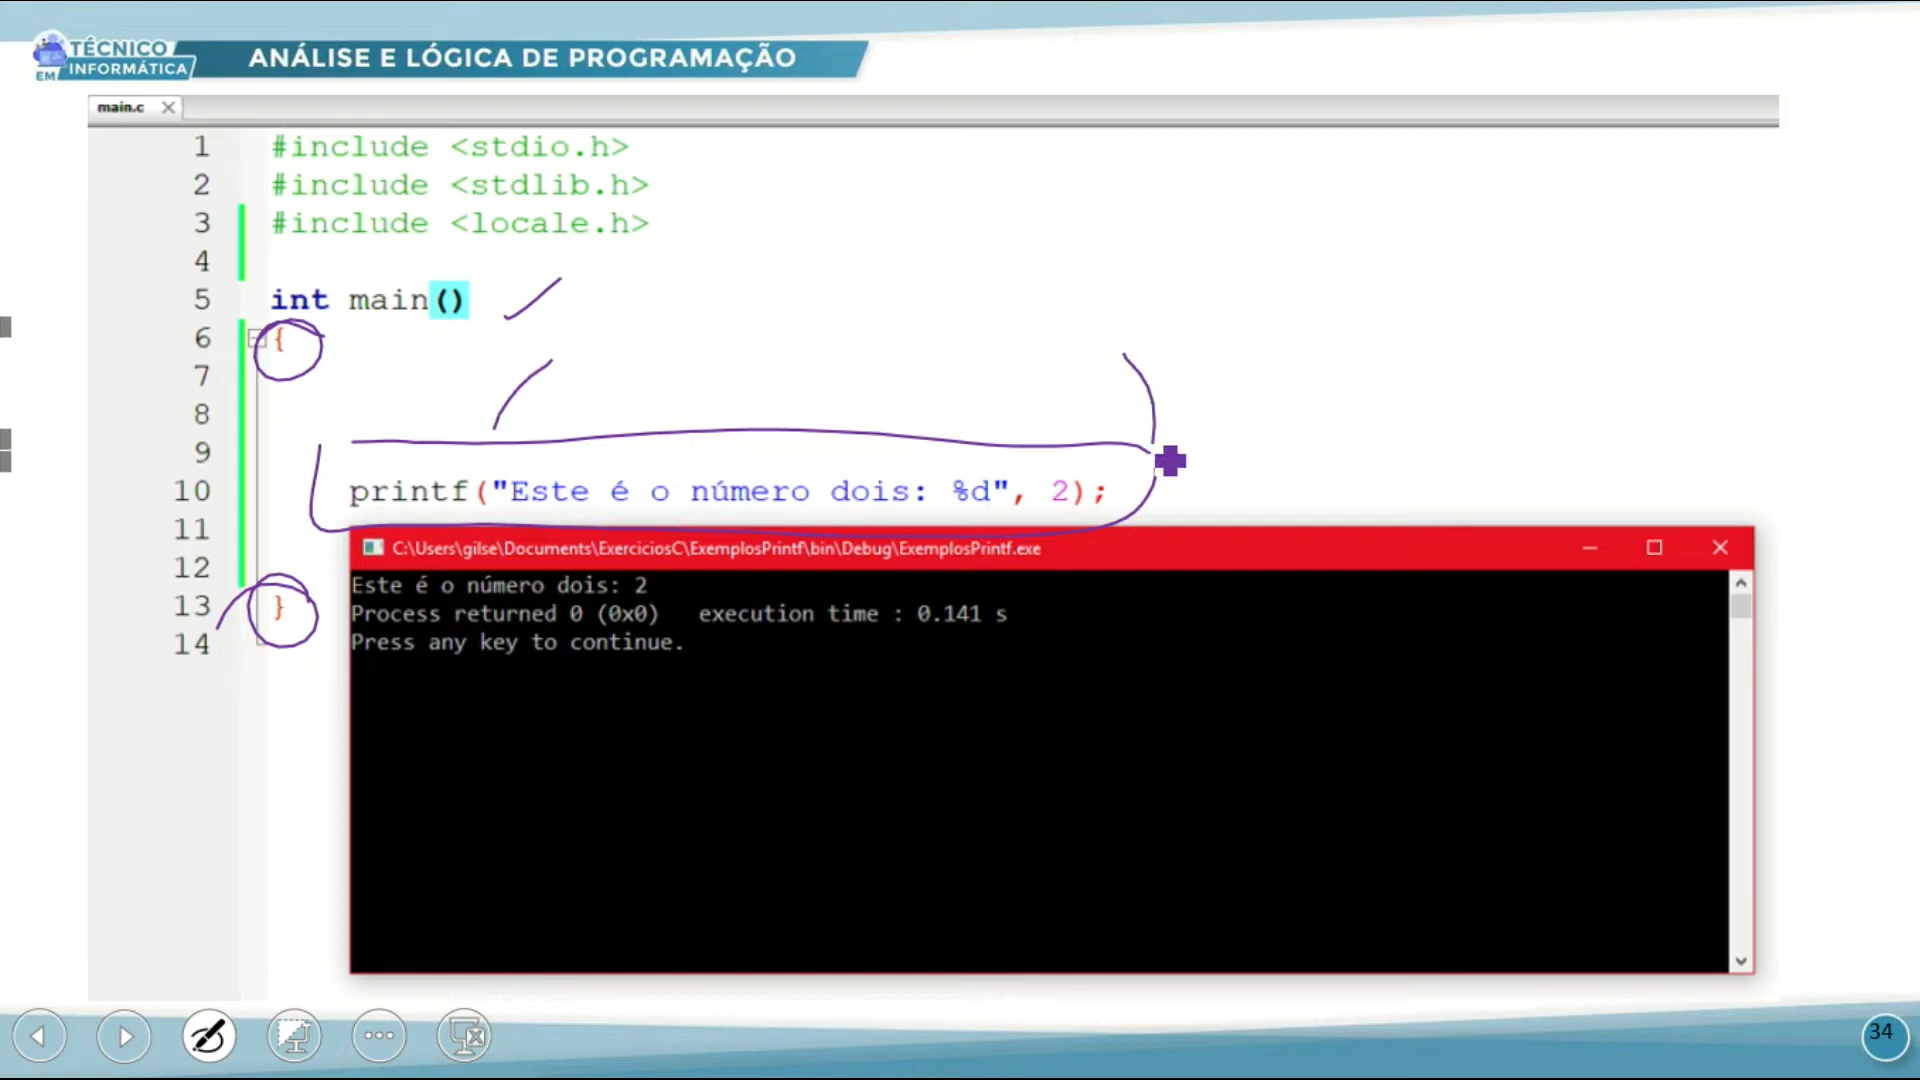 TÉCNICO
EM INFORMÁTICA
ANÁLISE E LÓGICA DE PROGRAMAÇÃO
main.c
1 #include <stdio.h>
2 #include <stdlib.h>
3 #include <locale.h>
4
5 int main()
6 {
7
8
9
10 printf("Este é o número dois: %d", 2);
11
12
13 }
14
C:\Users\gilse\Documents\ExerciciosC\ExemplosPrintf\bin\Debug\ExemplosPrintf.exe
Este é o número dois: 2
Process returned 0 (0x0)   execution time : 0.141 s
Press any key to continue.
34